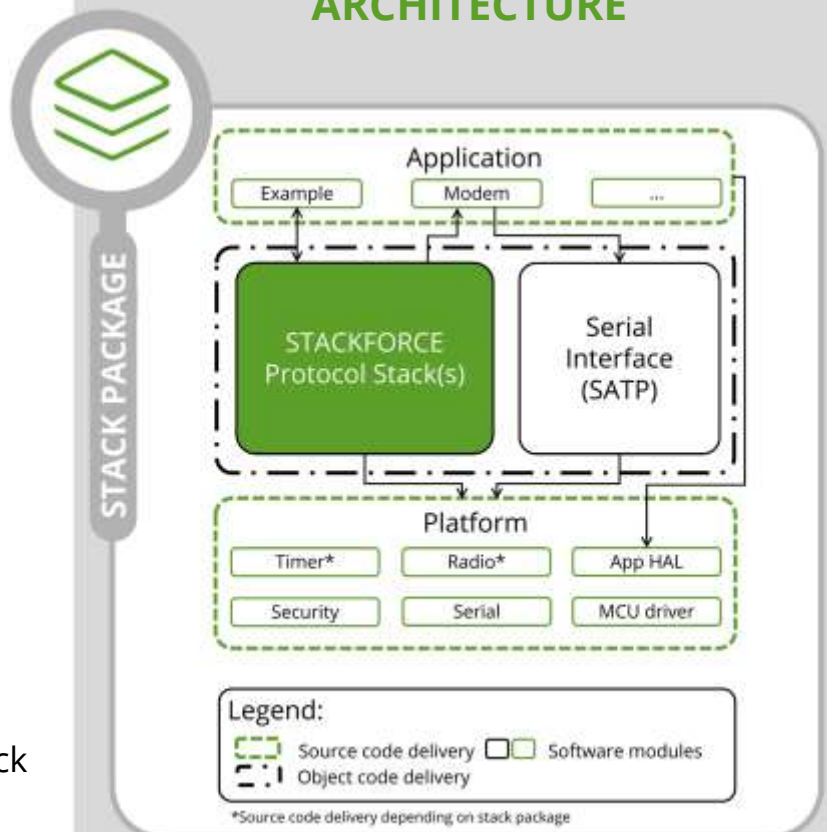 ARCHITECTURE
STACK PACKAGE
Application
Example
Modem
...
STACKFORCE
Protocol Stack(s)
Serial
Interface
(SATP)
Platform
Timer*
Radio*
App HAL
Security
Serial
MCU driver
Legend:
Source code delivery
Software modules
Object code delivery
*Source code delivery depending on stack package
ck